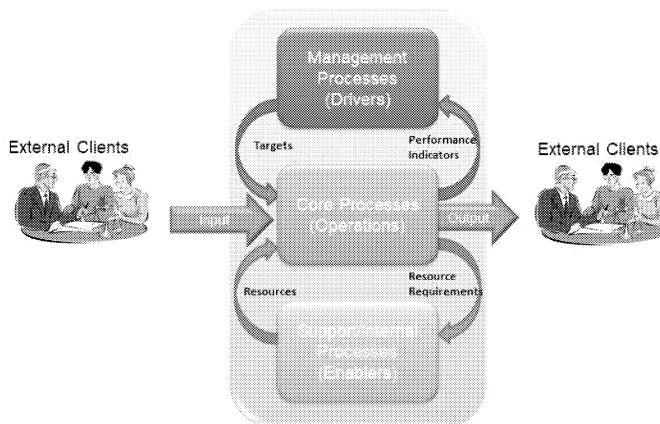 Management
Processes
(Drivers)
External Clients
Targets
Performance
Indicators
External Clients
Input
Core Processes
(Operations)
Output
Resources
Resource
Requirements
Support/Internal
Processes
(Enablers)